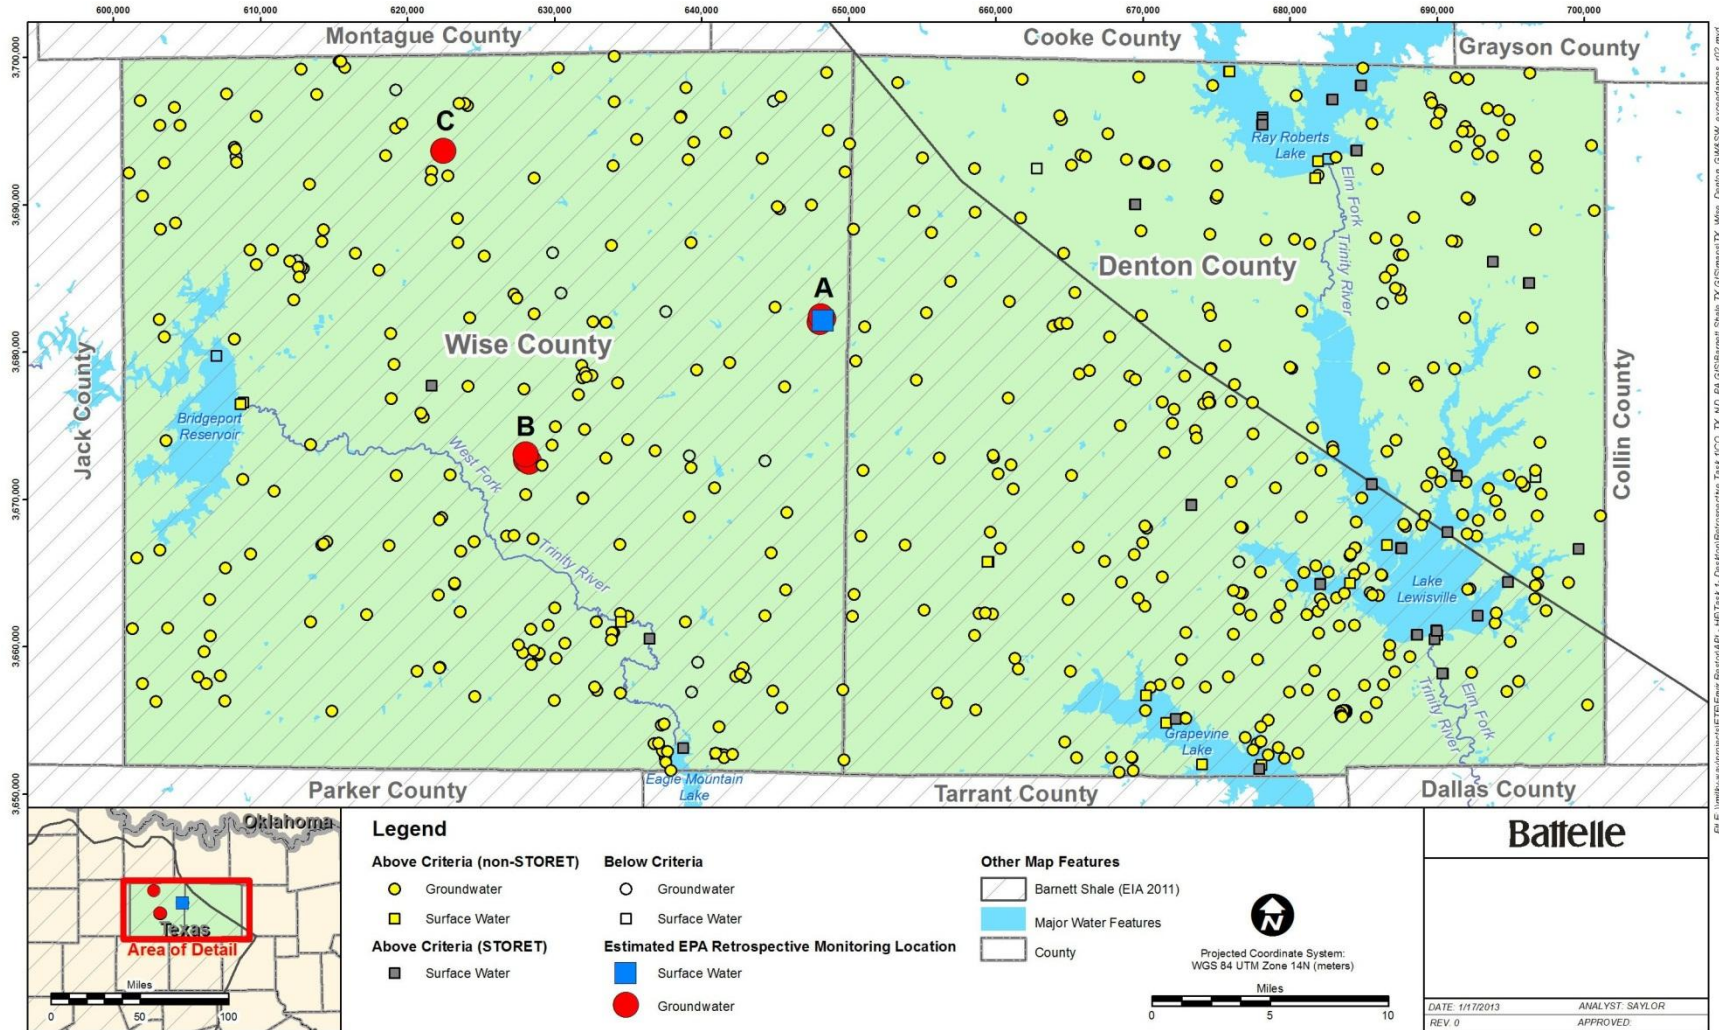 600,000 610,000 620,000 630,000 640,000 650,000 660,000 670,000 680,000 690,000 700,000
3,700,000
3,690,000
3,680,000
3,670,000
3,660,000
3,650,000
Montague County
Cooke County
Grayson County
C
Ray Roberts
Lake
Elm Fork
Trinity River
Denton County
A
Wise County
Jack County
Collin County
Bridgeport
Reservoir
B
West Fork
Trinity River
Lake
Lewisville
Elm Fork
Trinity River
Grapevine
Lake
Eagle Mountain
Lake
Parker County
Tarrant County
Dallas County
Oklahoma
Texas
Area of Detail
Miles
0 50 100
Legend
Above Criteria (non-STORET)
Groundwater
Surface Water
Above Criteria (STORET)
Surface Water
Below Criteria
Groundwater
Surface Water
Estimated EPA Retrospective Monitoring Location
Surface Water
Groundwater
Other Map Features
Barnett Shale (EIA 2011)
Major Water Features
County
N
Projected Coordinate System:
WGS 84 UTM Zone 14N (meters)
Miles
0 5 10
Battelle
DATE: 1/17/2013 ANALYST: SAYLOR
REV. 0 APPROVED: